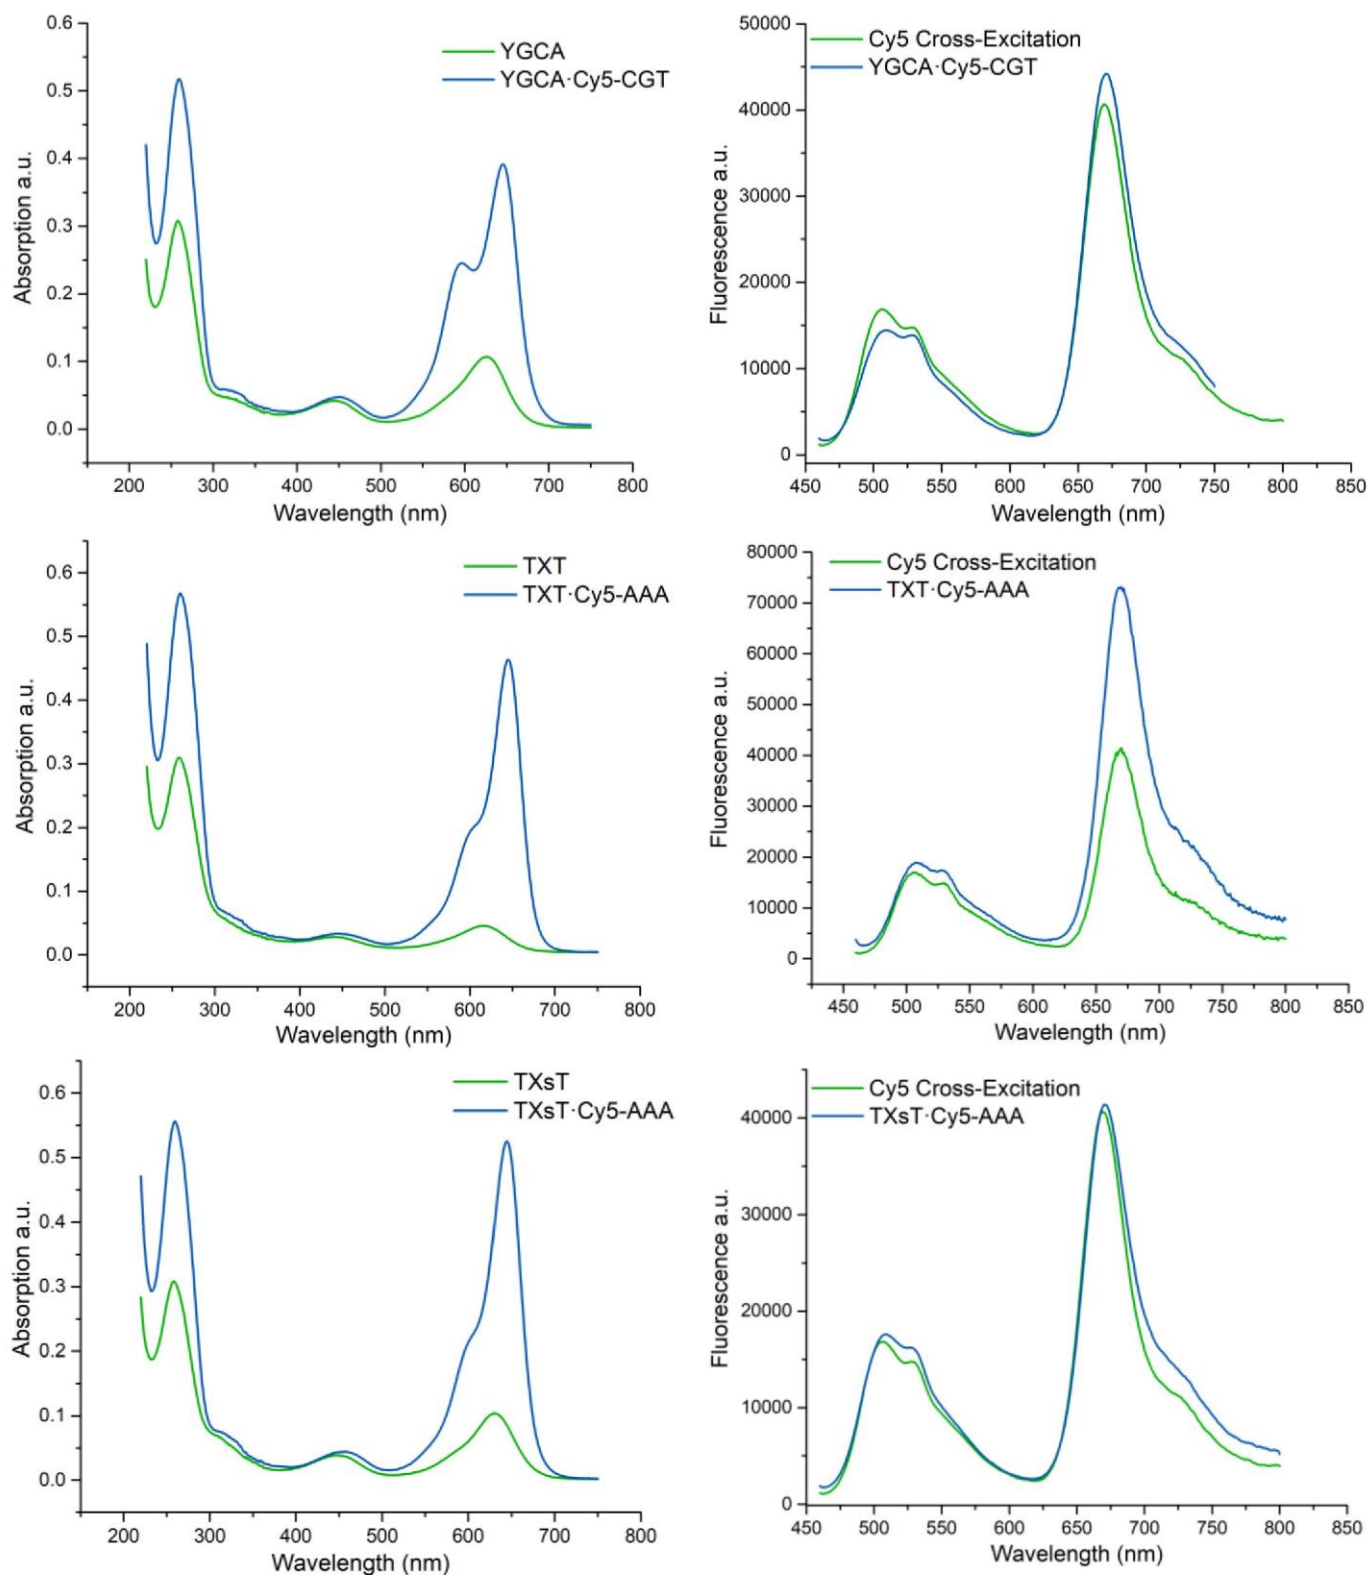 YGCA
YGCA·Cy5-CGT
Absorption a.u.
0.6
0.5
0.4
0.3
0.2
0.1
0.0
200 300 400 500 600 700 800
Wavelength (nm)
Cy5 Cross-Excitation
YGCA·Cy5-CGT
Fluorescence a.u.
50000
40000
30000
20000
10000
0
450 500 550 600 650 700 750 800 850
Wavelength (nm)
TXT
TXT·Cy5-AAA
Absorption a.u.
0.6
0.5
0.4
0.3
0.2
0.1
0.0
200 300 400 500 600 700 800
Wavelength (nm)
Cy5 Cross-Excitation
TXT·Cy5-AAA
Fluorescence a.u.
80000
70000
60000
50000
40000
30000
20000
10000
0
450 500 550 600 650 700 750 800 850
Wavelength (nm)
TXsT
TXsT·Cy5-AAA
Absorption a.u.
0.6
0.5
0.4
0.3
0.2
0.1
0.0
200 300 400 500 600 700 800
Wavelength (nm)
Cy5 Cross-Excitation
TXsT·Cy5-AAA
Fluorescence a.u.
40000
30000
20000
10000
0
450 500 550 600 650 700 750 800 850
Wavelength (nm)